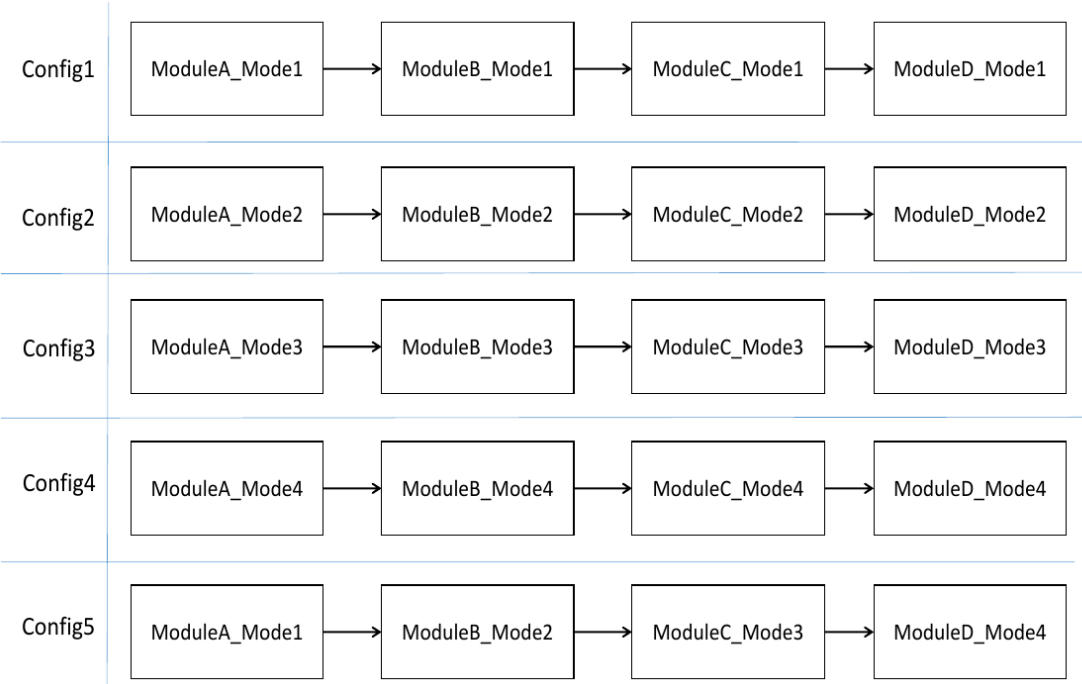 Config1 ModuleA_Mode1 ModuleB_Mode1 ModuleC_Mode1 ModuleD_Mode1
Config2 ModuleA_Mode2 ModuleB_Mode2 ModuleC_Mode2 ModuleD_Mode2
Config3 ModuleA_Mode3 ModuleB_Mode3 ModuleC_Mode3 ModuleD_Mode3
Config4 ModuleA_Mode4 ModuleB_Mode4 ModuleC_Mode4 ModuleD_Mode4
Config5 ModuleA_Mode1 ModuleB_Mode2 ModuleC_Mode3 ModuleD_Mode4